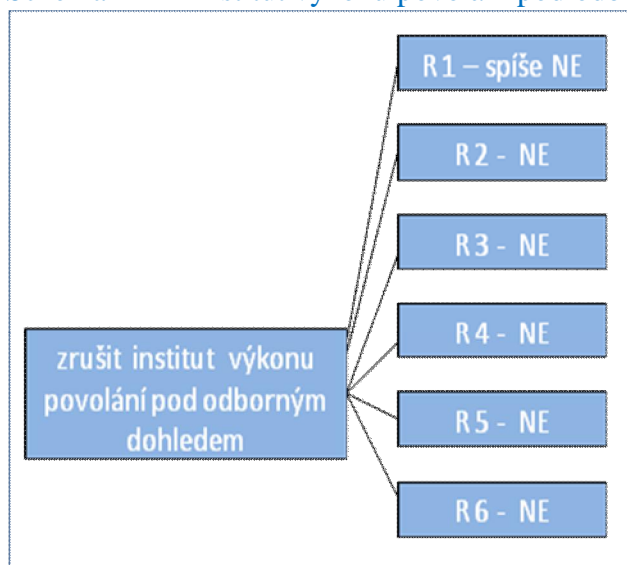 R1 – spíše NE
R2 - NE
R3 - NE
R4 - NE
zrušit institut výkonu
povolání pod odborným
dohledem
R5 - NE
R6 - NE